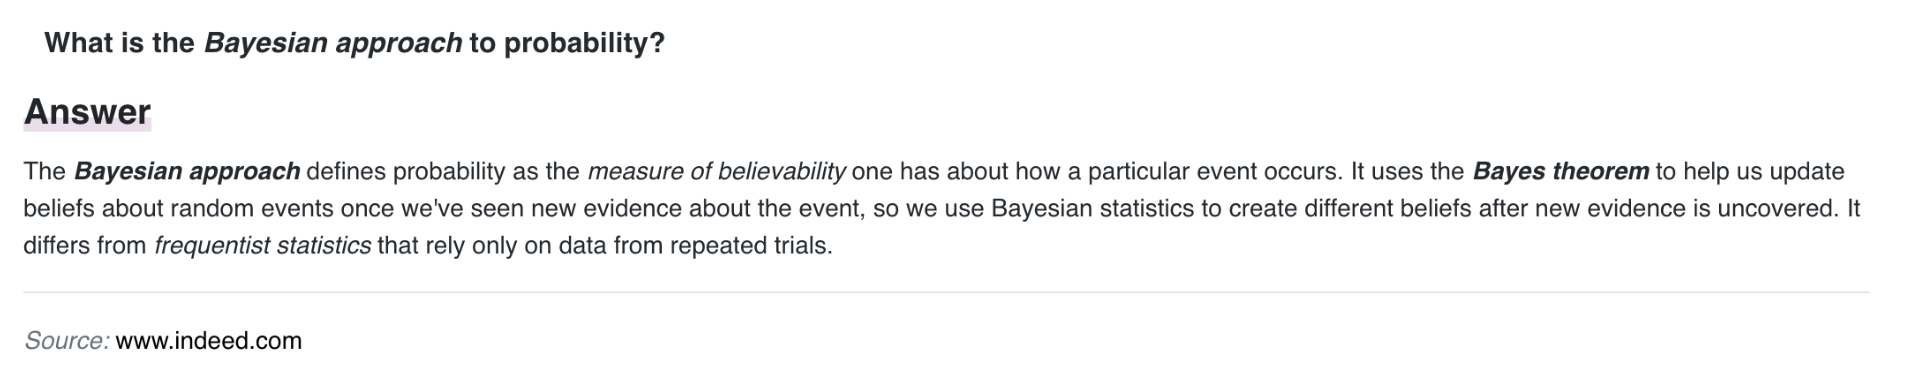 What is the Bayesian approach to probability?
Answer
The Bayesian approach defines probability as the measure of believability one has about how a particular event occurs. It uses the Bayes theorem to help us update
beliefs about random events once we've seen new evidence about the event, so we use Bayesian statistics to create different beliefs after new evidence is uncovered. It
differs from frequentist statistics that rely only on data from repeated trials.
Source: www.indeed.com